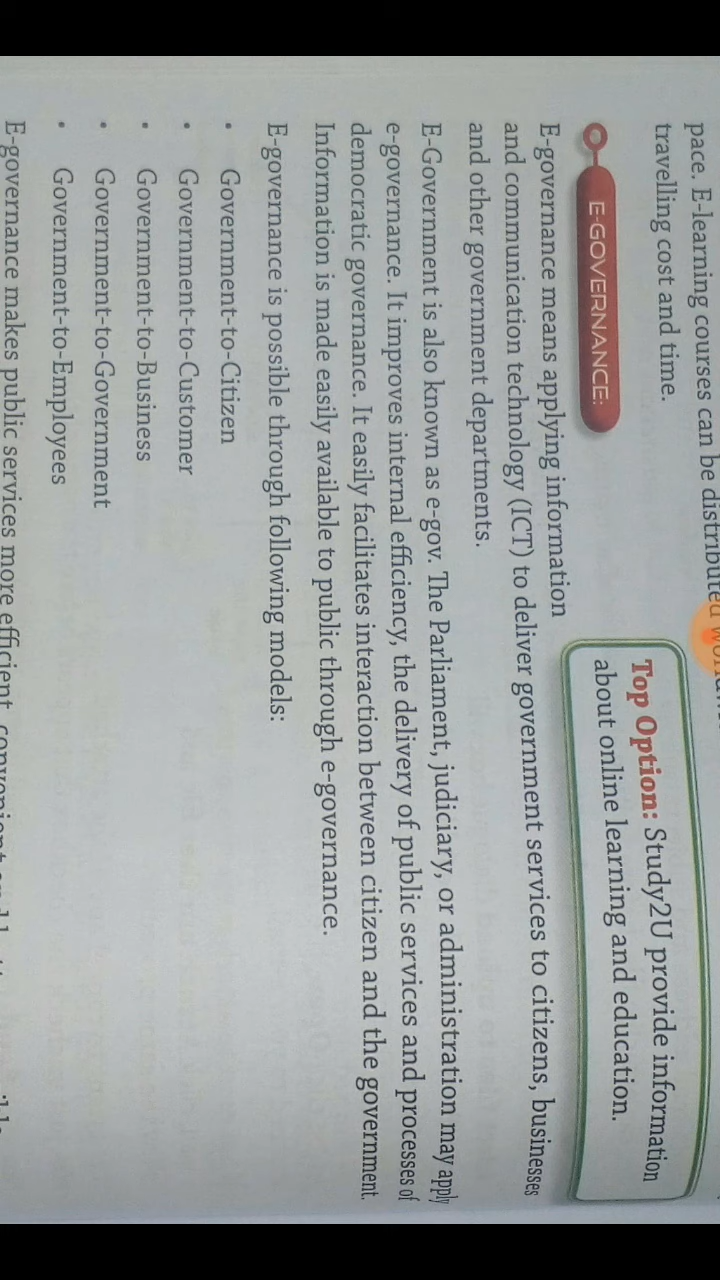 pace. E-learning courses can be distributed
travelling cost and time.
Top Option: Study2U provide information
about online learning and education.
E-GOVERNANCE:
E-governance means applying information
and communication technology (ICT) to deliver government services to citizens, businesses
and other government departments.
E-Government is also known as e-gov. The Parliament, judiciary, or administration may apply
e-governance. It improves internal efficiency, the delivery of public services and processes of
democratic governance. It easily facilitates interaction between citizen and the government.
Information is made easily available to public through e-governance.
E-governance is possible through following models:
• Government-to-Citizen
• Government-to-Customer
• Government-to-Business
• Government-to-Government
• Government-to-Employees
E-governance makes public services more efficient, convenient